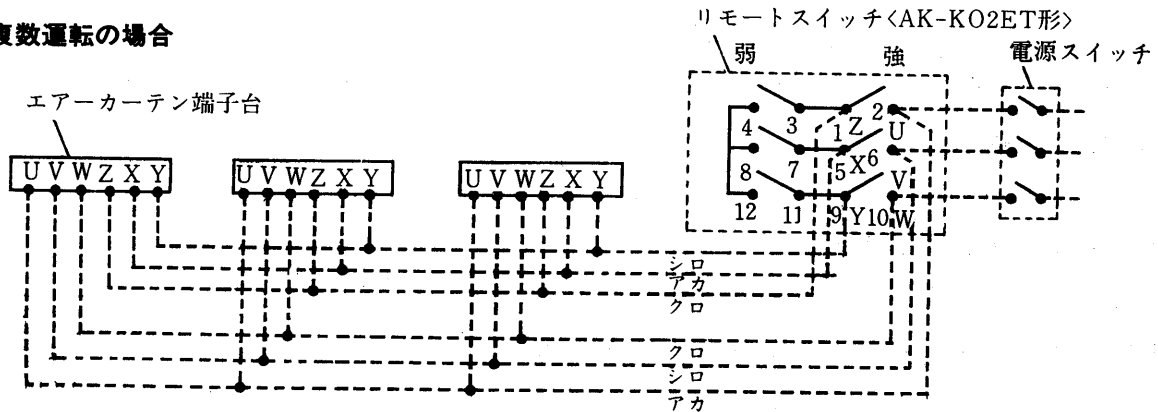 複数運転の場合
リモートスイッチ〈AK-KO2ET形〉
弱 強
電源スイッチ
エアーカーテン端子台
U V W Z X Y
U V W Z X Y
U V W Z X Y
4 3 1 Z 2 U
8 7 5 X 6 V
12 11 9 Y 10 W
シロ
アカ
クロ
クロ
シロ
アカ